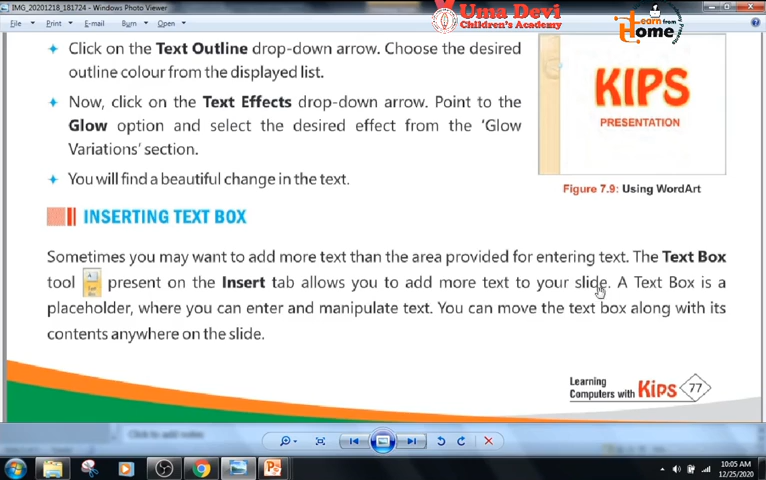 IMG_20201218_181724 - Windows Photo Viewer
File Print E-mail Burn Open
Uma Devi
Children's Academy
Learn from
Home
Click on the Text Outline drop-down arrow. Choose the desired
outline colour from the displayed list.
Now, click on the Text Effects drop-down arrow. Point to the
Glow option and select the desired effect from the 'Glow
Variations' section.
You will find a beautiful change in the text.
KIPS
PRESENTATION
Figure 7.9: Using WordArt
INSERTING TEXT BOX
Sometimes you may want to add more text than the area provided for entering text. The Text Box
tool present on the Insert tab allows you to add more text to your slide. A Text Box is a
placeholder, where you can enter and manipulate text. You can move the text box along with its
contents anywhere on the slide.
Learning
Computers with Kips 77
Click to add notes
10:05 AM
12/25/2020